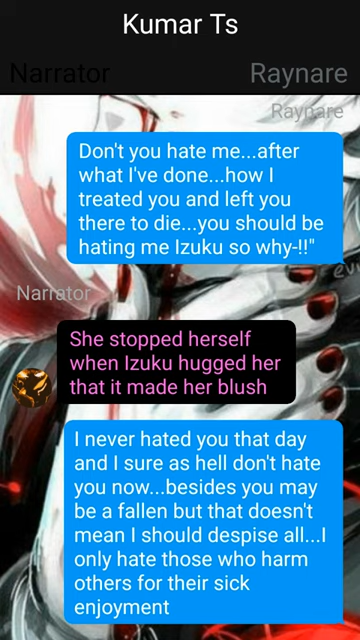 Kumar Ts
Narrator
Raynare
Raynare
Don't you hate me...after
what I've done...how I
treated you and left you
there to die...you should be
hating me Izuku so why-!!"
Narrator
She stopped herself
when Izuku hugged her
that it made her blush
I never hated you that day
and I sure as hell don't hate
you now...besides you may
be a fallen but that doesn't
mean I should despise all...I
only hate those who harm
others for their sick
enjoyment